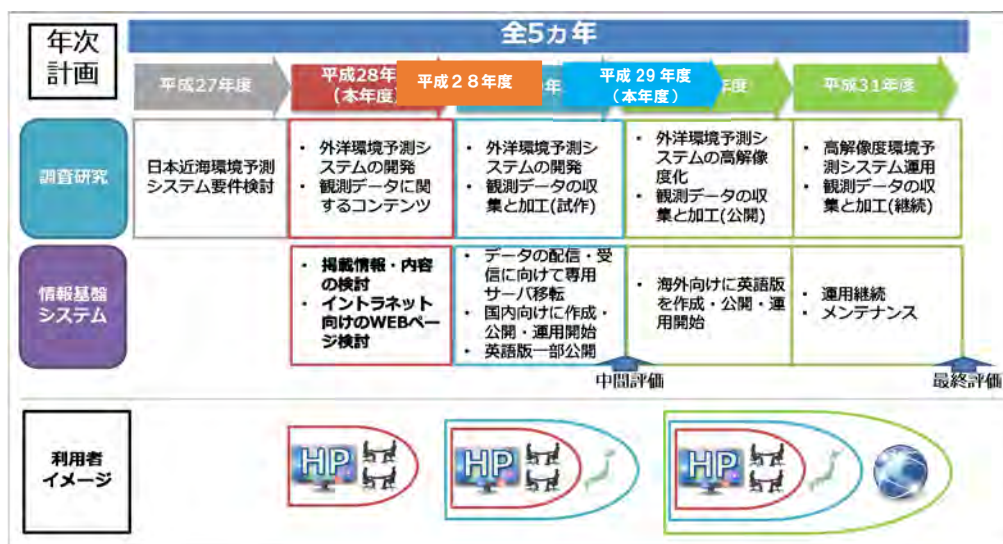 年次
計画
全5カ年
平成27年度
平成28年
(本年度)
平成２８年度
平成 29 年度
（本年度）
年度
平成31年度
調査研究
日本近海環境予測
システム要件検討
・ 外洋環境予測シ
ステムの開発
・ 観測データに関
するコンテンツ
・ 外洋環境予測シ
ステムの開発
・ 観測データの収
集と加工(試作)
・ 外洋環境予測シ
ステムの高解像
度化
・ 観測データの収
集と加工(公開)
・ 高解像度環境予
測システム運用
・ 観測データの収
集と加工(継続)
情報基盤
システム
・ 掲載情報・内容
の検討
・ イントラネット
向けのWEBペー
ジ検討
・ データの配信・受
信に向けて専用
サーバ移転
・ 国内向けに作成・
公開・運用開始
・ 英語版一部公開
・ 海外向けに英語版
を作成・公開・運
用開始
・ 運用継続
・ メンテナンス
中間評価
最終評価
利用者
イメージ
HP
HP
HP